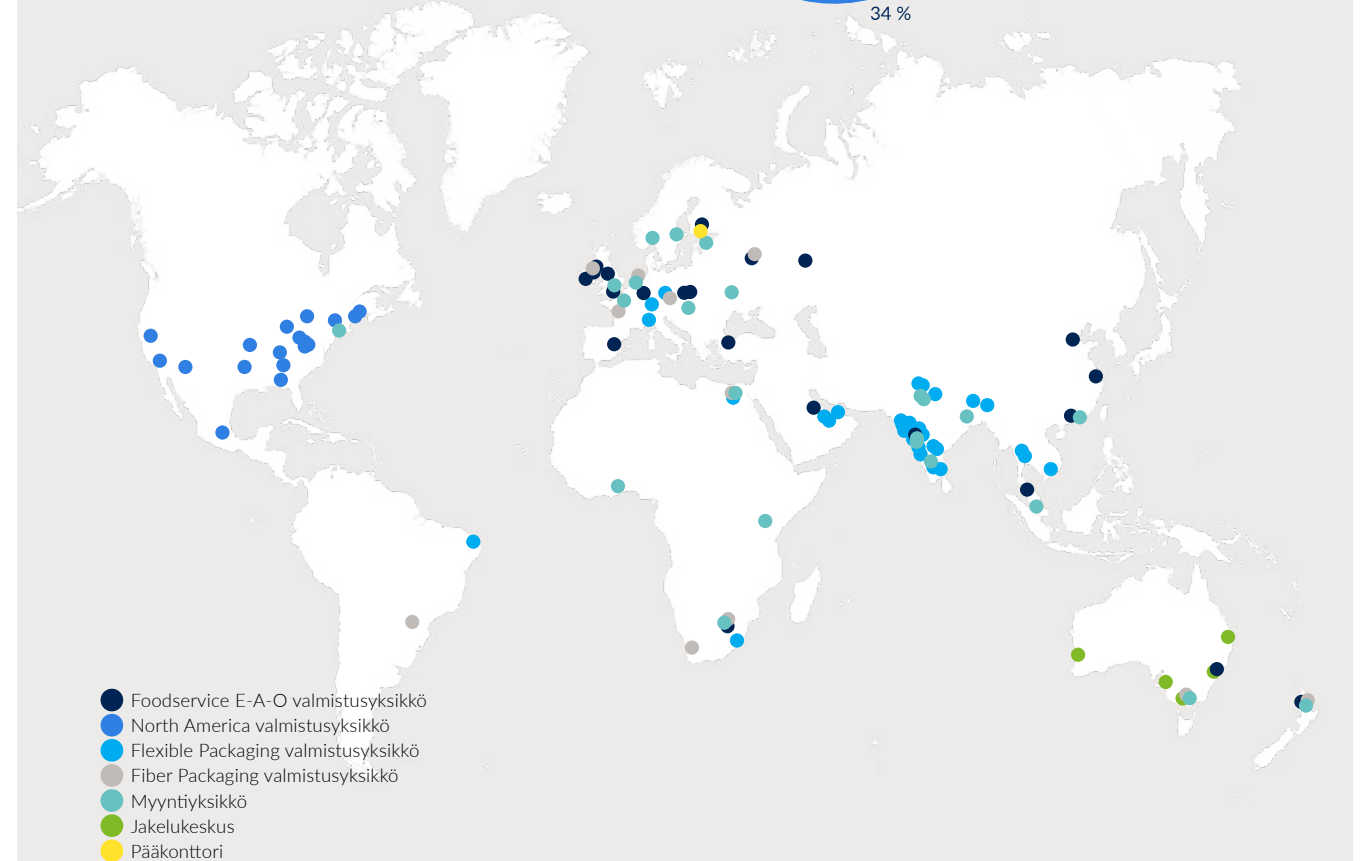 34 %
Foodservice E-A-O valmistusyksikkö
North America valmistusyksikkö
Flexible Packaging valmistusyksikkö
Fiber Packaging valmistusyksikkö
Myyntiyksikkö
Jakelukeskus
Pääkonttori